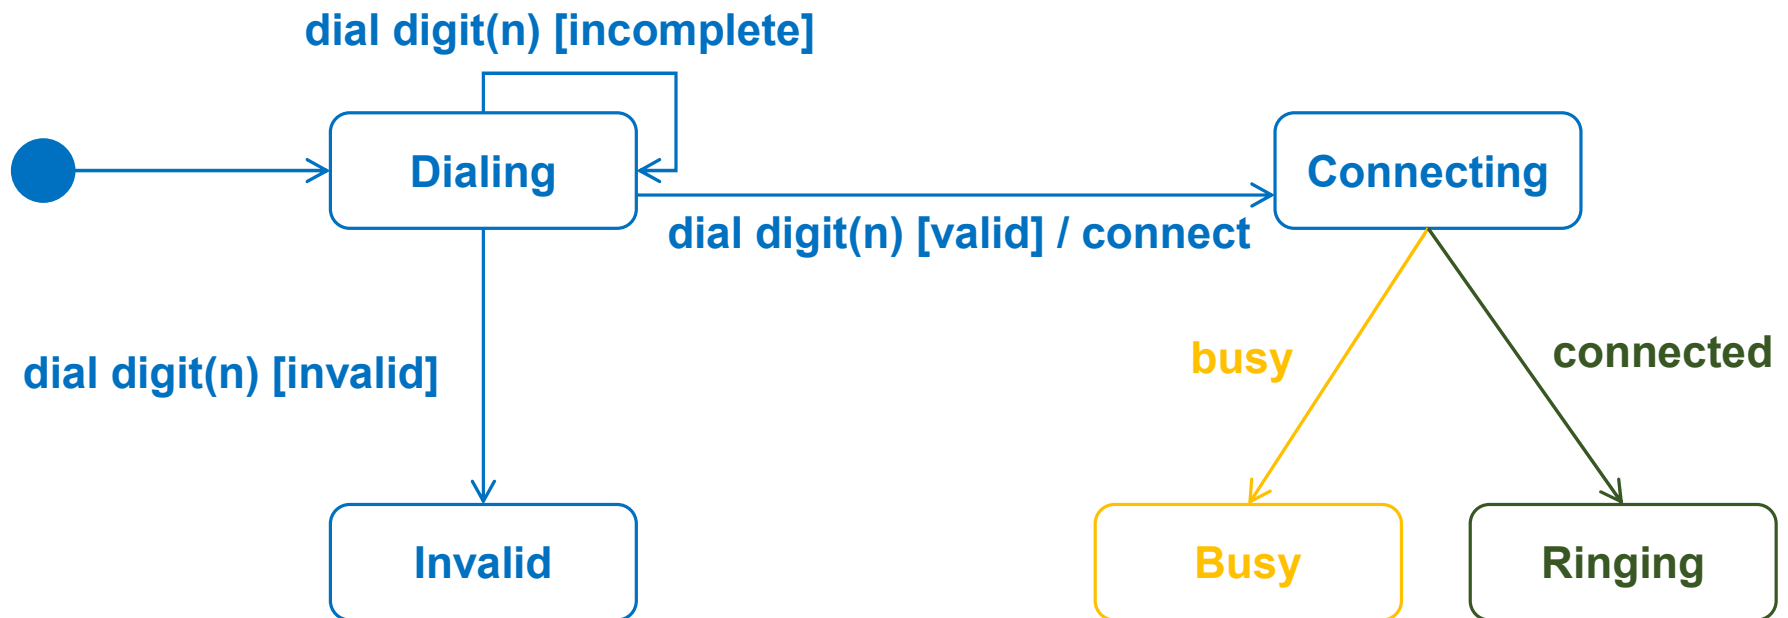 dial digit(n) [incomplete]
Dialing
Connecting
dial digit(n) [valid] / connect
dial digit(n) [invalid]
busy
connected
Invalid
Busy
Ringing